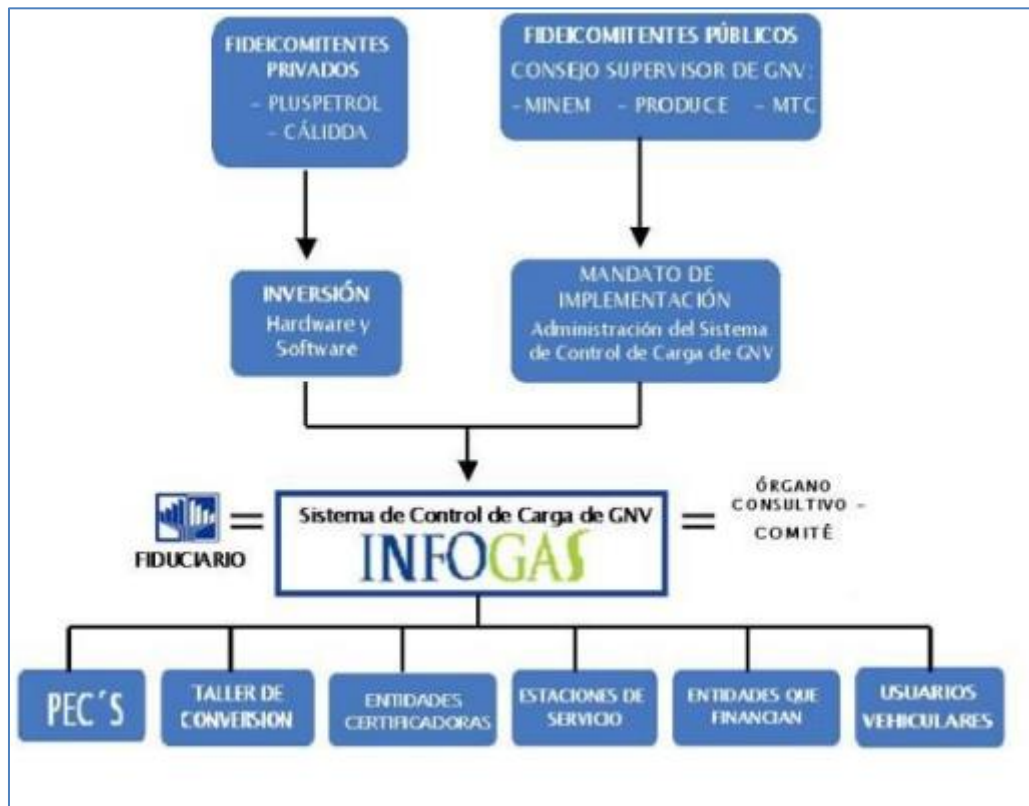 FIDEICOMITENTES
PRIVADOS
- PLUSPETROL
- CÁLIDDA
FIDEICOMITENTES PÚBLICOS
CONSEJO SUPERVISOR DE GNV:
-MINEM - PRODUCE - MTC
INVERSIÓN
Hardware y
Software
MANDATO DE
IMPLEMENTACIÓN
Administración del Sistema
de Control de Carga de GNV
FIDUCIARIO
=
Sistema de Control de Carga de GNV
INFOGAS
=
ÓRGANO
CONSULTIVO -
COMITÉ
PEC´S
TALLER DE
CONVERSION
ENTIDADES
CERTIFICADORAS
ESTACIONES DE
SERVICIO
ENTIDADES QUE
FINANCIAN
USUARIOS
VEHICULARES